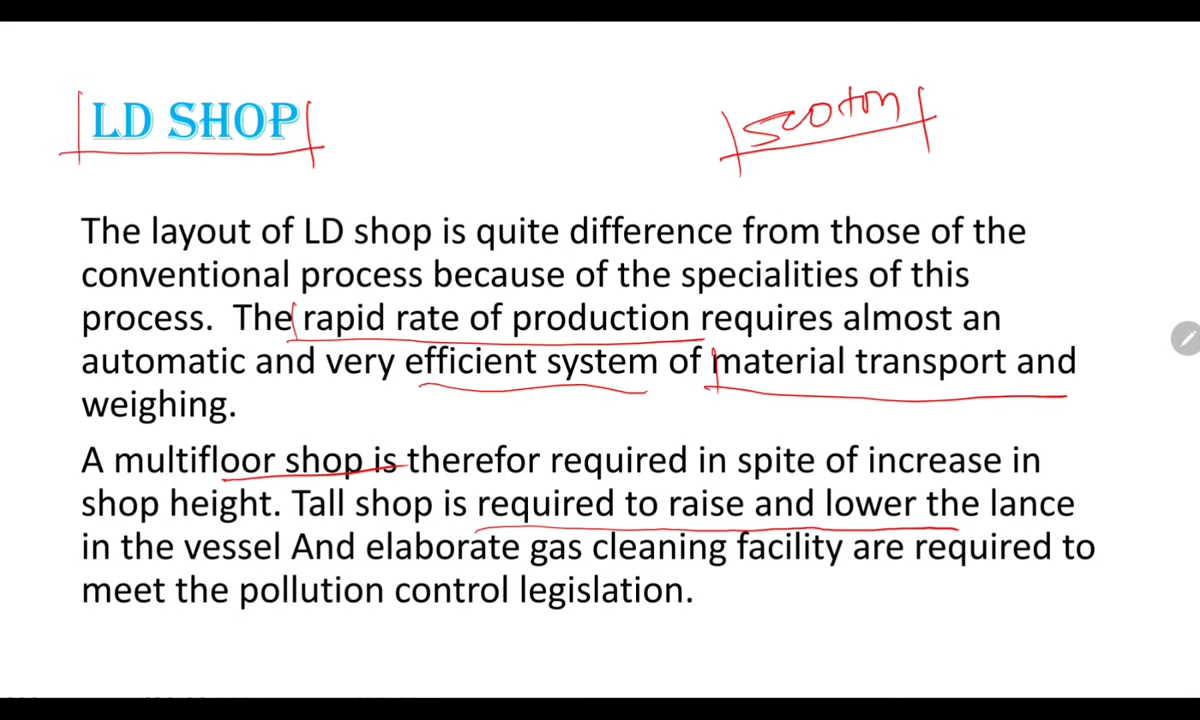 LD SHOP
The layout of LD shop is quite difference from those of the
conventional process because of the specialities of this
process. The rapid rate of production requires almost an
automatic and very efficient system of material transport and
weighing.
A multifloor shop is therefor required in spite of increase in
shop height. Tall shop is required to raise and lower the lance
in the vessel And elaborate gas cleaning facility are required to
meet the pollution control legislation.